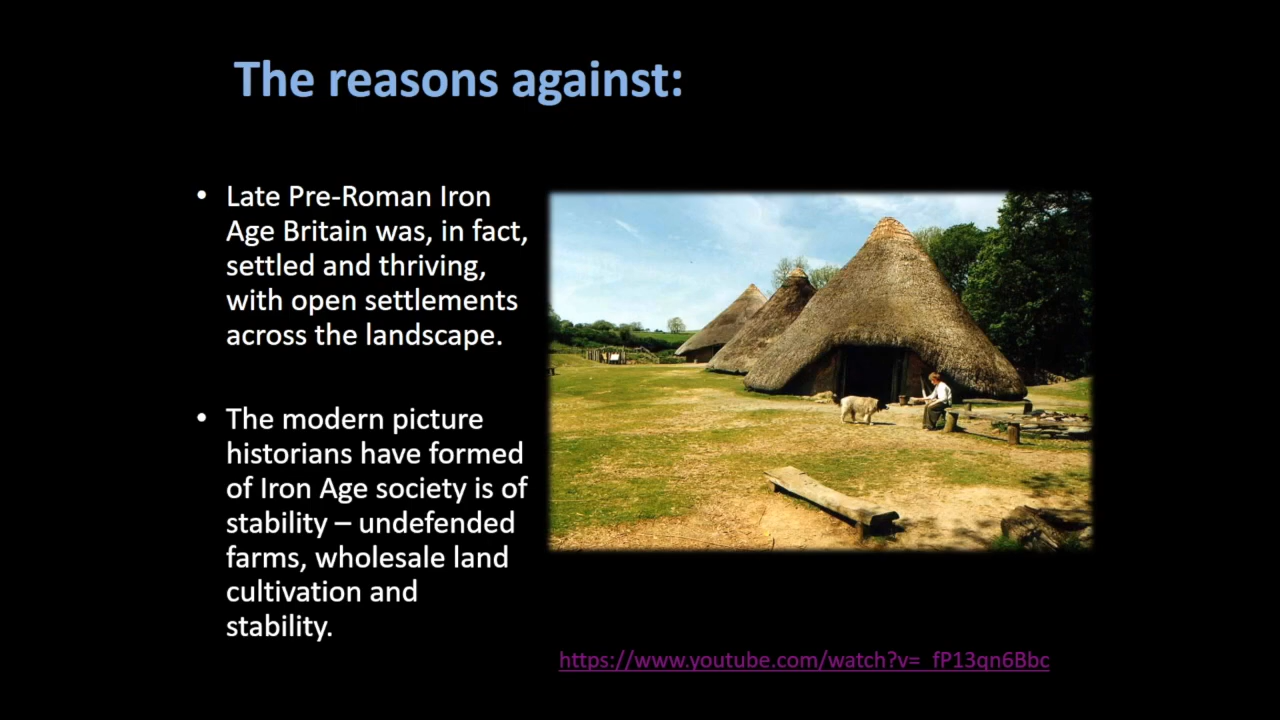 The reasons against:
• Late Pre-Roman Iron
Age Britain was, in fact,
settled and thriving,
with open settlements
across the landscape.
• The modern picture
historians have formed
of Iron Age society is of
stability – undefended
farms, wholesale land
cultivation and
stability.
https://www.youtube.com/watch?v=_fP13qn6Bbc